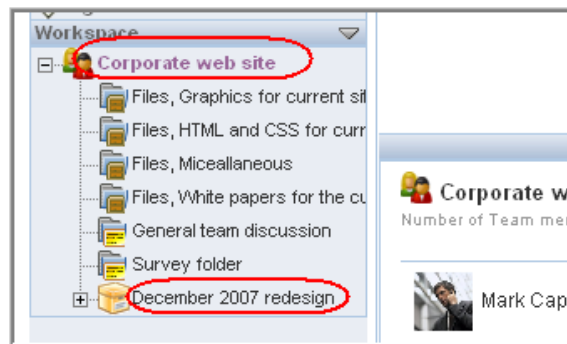 Workspace
Corporate web site
Files, Graphics for current sit
Files, HTML and CSS for curr
Files, Miceallaneous
Files, White papers for the cu
General team discussion
Survey folder
December 2007 redesign
Corporate w
Number of Team mer
Mark Cap